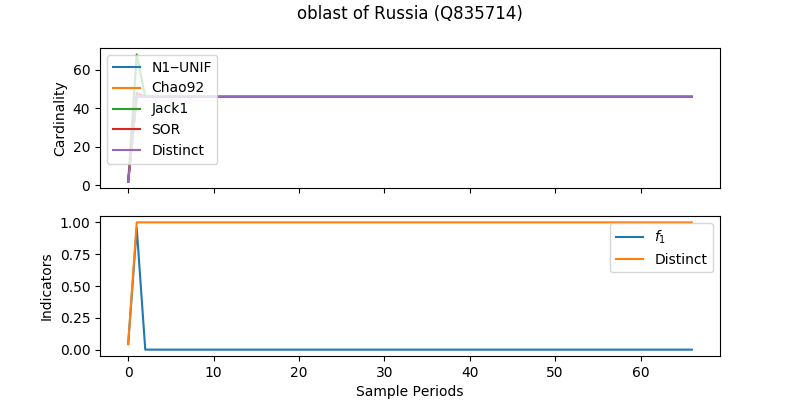 oblast of Russia (Q835714)
60
40
20
0
Cardinality
N1−UNIF
Chao92
Jack1
SOR
Distinct
1.00
0.75
0.50
0.25
0.00
Indicators
f1
Distinct
0 10 20 30 40 50 60
Sample Periods